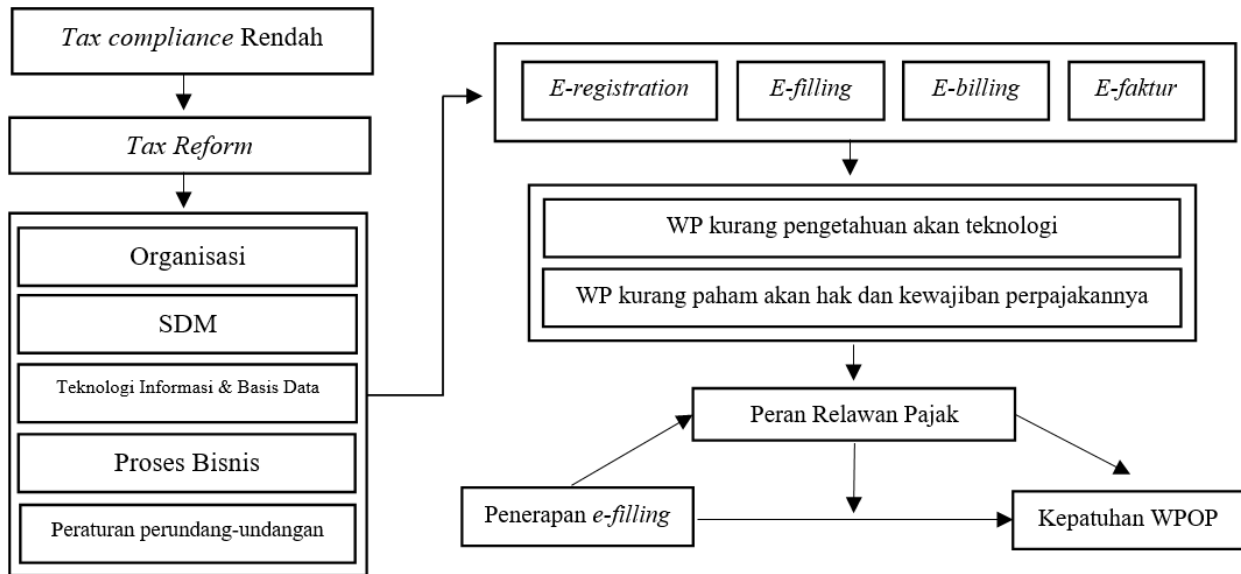 Tax compliance Rendah
Tax Reform
Organisasi
SDM
Teknologi Informasi & Basis Data
Proses Bisnis
Peraturan perundang-undangan
E-registration
E-filling
E-billing
E-faktur
WP kurang pengetahuan akan teknologi
WP kurang paham akan hak dan kewajiban perpajakannya
Peran Relawan Pajak
Penerapan e-filling
Kepatuhan WPOP